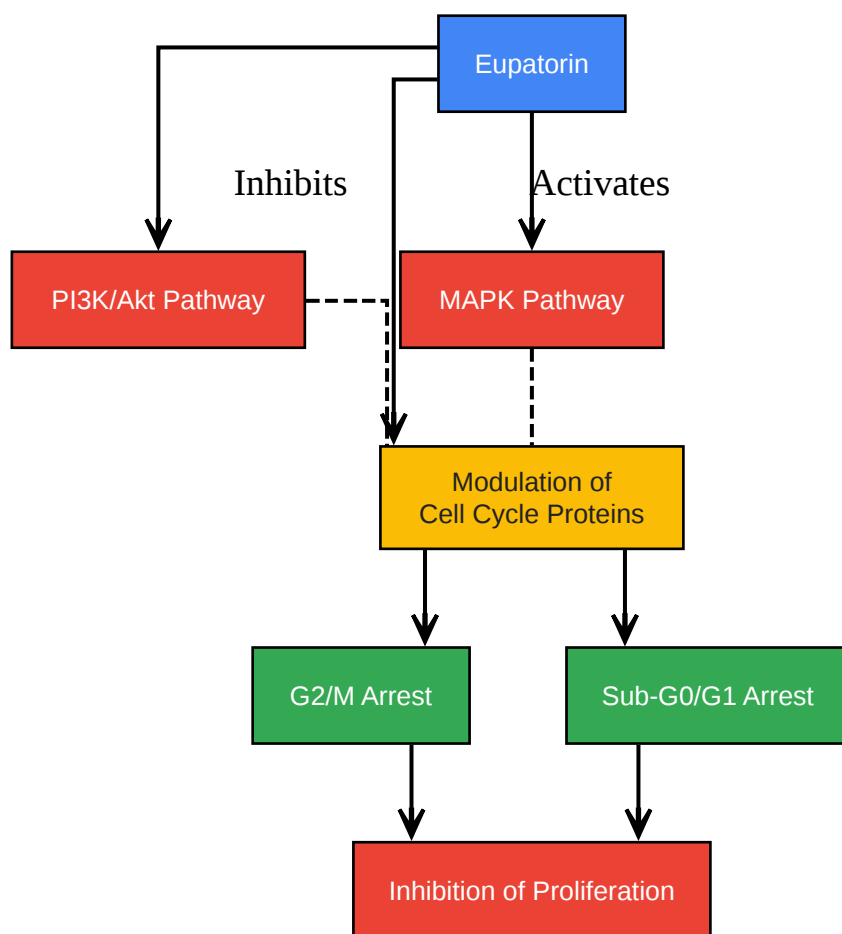 Eupatorin
Inhibits
Activates
PI3K/Akt Pathway
MAPK Pathway
Modulation of
Cell Cycle Proteins
G2/M Arrest
Sub-G0/G1 Arrest
Inhibition of Proliferation